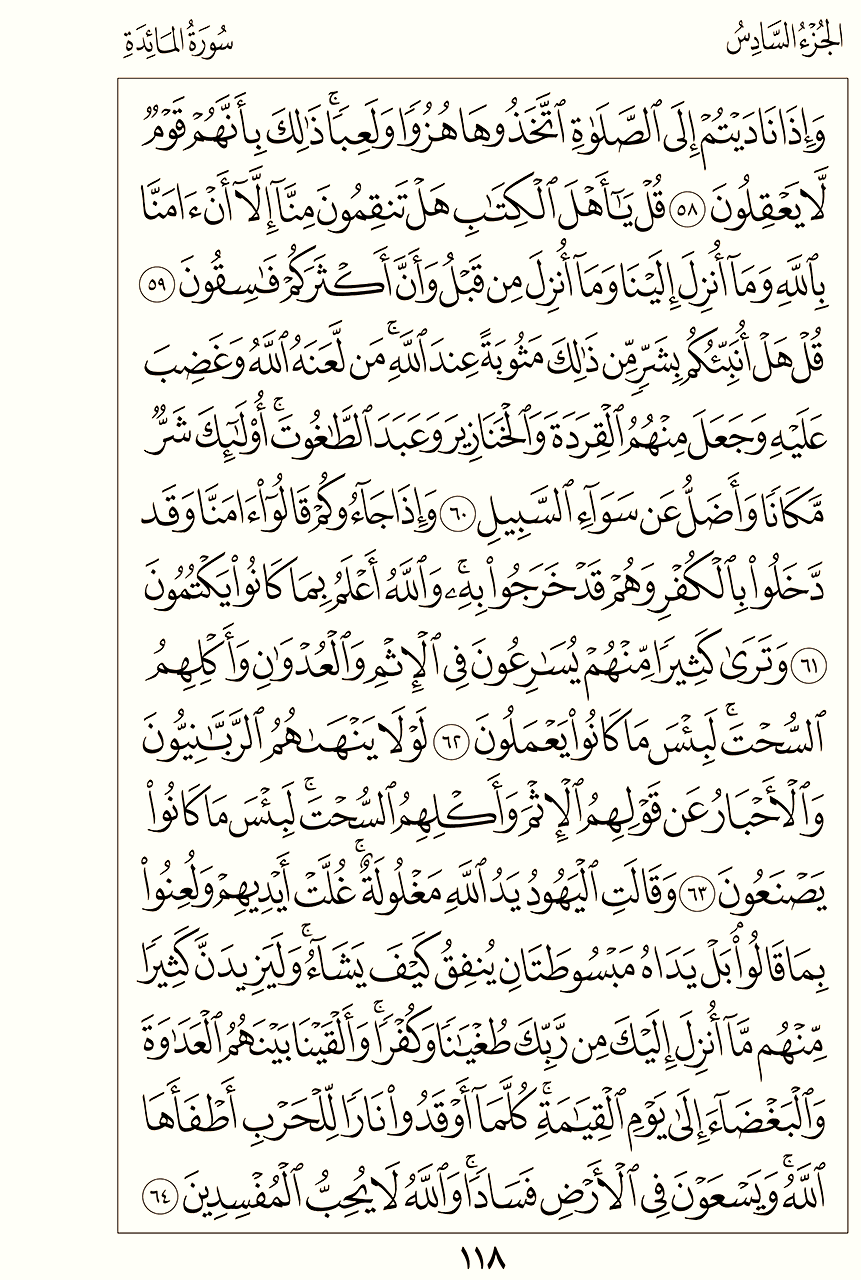 الجُزْءُ السَّادِسُ
سُورَةُ المَائِدَةِ
وَإِذَا نَادَيْتُمْ إِلَى ٱلصَّلَوٰةِ ٱتَّخَذُوهَا هُزُوًا وَلَعِبًا ۚ ذَٰلِكَ بِأَنَّهُمْ قَوْمٌ
لَّا يَعْقِلُونَ ٥٨ قُلْ يَـٰٓأَهْلَ ٱلْكِتَـٰبِ هَلْ تَنقِمُونَ مِنَّآ إِلَّآ أَنْ ءَامَنَّا
بِٱللَّهِ وَمَآ أُنزِلَ إِلَيْنَا وَمَآ أُنزِلَ مِن قَبْلُ وَأَنَّ أَكْثَرَكُمْ فَـٰسِقُونَ ٥٩
قُلْ هَلْ أُنَبِّئُكُم بِشَرٍّ مِّن ذَٰلِكَ مَثُوبَةً عِندَ ٱللَّهِ ۚ مَن لَّعَنَهُ ٱللَّهُ وَغَضِبَ
عَلَيْهِ وَجَعَلَ مِنْهُمُ ٱلْقِرَدَةَ وَٱلْخَنَازِيرَ وَعَبَدَ ٱلطَّـٰغُوتَ ۚ أُو۟لَـٰٓئِكَ شَرٌّ
مَّكَانًا وَأَضَلُّ عَن سَوَآءِ ٱلسَّبِيلِ ٦٠ وَإِذَا جَآءُوكُمْ قَالُوٓا۟ ءَامَنَّا وَقَد
دَّخَلُوا۟ بِٱلْكُفْرِ وَهُمْ قَدْ خَرَجُوا۟ بِهِۦ ۚ وَٱللَّهُ أَعْلَمُ بِمَا كَانُوا۟ يَكْتُمُونَ
٦١ وَتَرَىٰ كَثِيرًا مِّنْهُمْ يُسَـٰرِعُونَ فِى ٱلْإِثْمِ وَٱلْعُدْوَٰنِ وَأَكْلِهِمُ
ٱلسُّحْتَ ۚ لَبِئْسَ مَا كَانُوا۟ يَعْمَلُونَ ٦٢ لَوْلَا يَنْهَىٰهُمُ ٱلرَّبَّـٰنِيُّونَ
وَٱلْأَحْبَارُ عَن قَوْلِهِمُ ٱلْإِثْمَ وَأَكْلِهِمُ ٱلسُّحْتَ ۚ لَبِئْسَ مَا كَانُوا۟
يَصْنَعُونَ ٦٣ وَقَالَتِ ٱلْيَهُودُ يَدُ ٱللَّهِ مَغْلُولَةٌ ۚ غُلَّتْ أَيْدِيهِمْ وَلُعِنُوا۟
بِمَا قَالُوا۟ ۘ بَلْ يَدَاهُ مَبْسُوطَتَانِ يُنفِقُ كَيْفَ يَشَآءُ ۚ وَلَيَزِيدَنَّ كَثِيرًا
مِّنْهُم مَّآ أُنزِلَ إِلَيْكَ مِن رَّبِّكَ طُغْيَـٰنًا وَكُفْرًا ۚ وَأَلْقَيْنَا بَيْنَهُمُ ٱلْعَدَٰوَةَ
وَٱلْبَغْضَآءَ إِلَىٰ يَوْمِ ٱلْقِيَـٰمَةِ ۚ كُلَّمَآ أَوْقَدُوا۟ نَارًا لِّلْحَرْبِ أَطْفَأَهَا
ٱللَّهُ ۚ وَيَسْعَوْنَ فِى ٱلْأَرْضِ فَسَادًا ۚ وَٱللَّهُ لَا يُحِبُّ ٱلْمُفْسِدِينَ ٦٤
١١٨